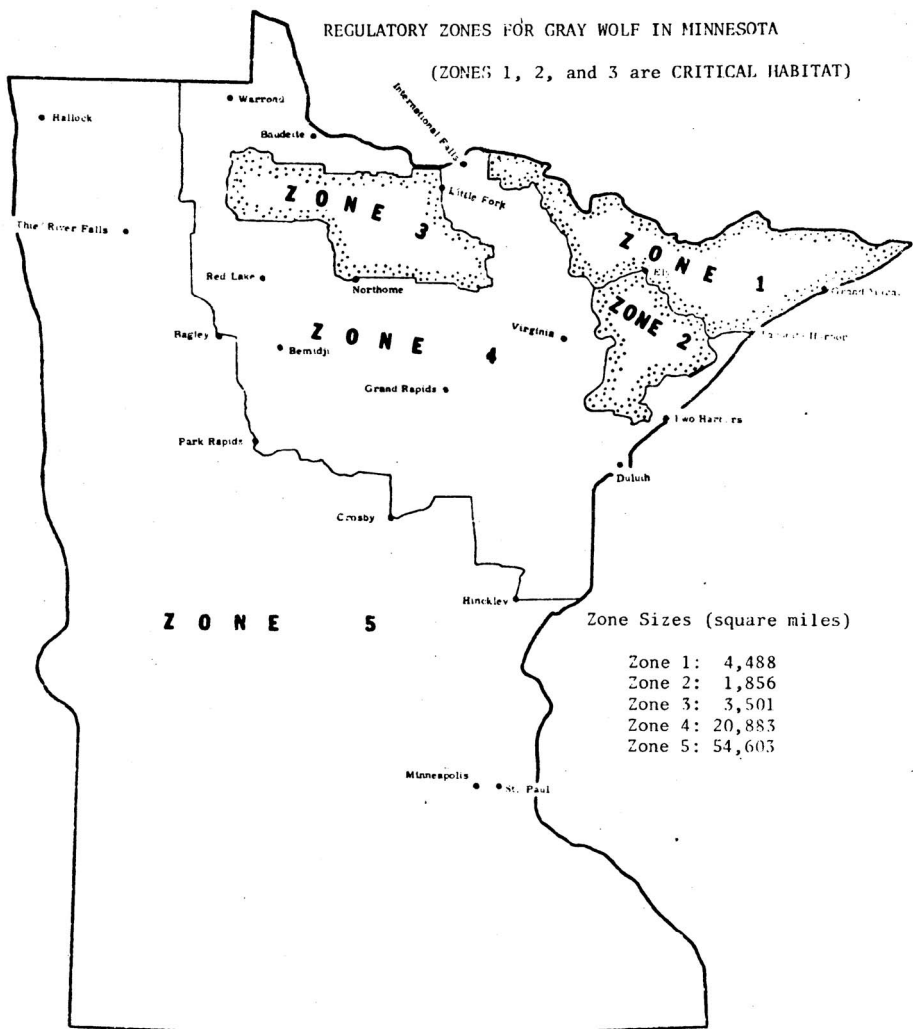 REGULATORY ZONES FOR GRAY WOLF IN MINNESOTA
(ZONES 1, 2, and 3 are CRITICAL HABITAT)
International Falls
Warroad
Hallock
Baudette
Little Fork
ZONE 3
Thief River Falls
ZONE 1
Ely
Red Lake
Northome
Grand Marais
ZONE 2
Virginia
Bagley
ZONE 4
Bemidji
Grand Rapids
Two Harbors
Park Rapids
Duluth
Crosby
Hinckley
ZONE 5
Zone Sizes (square miles)
Zone 1: 4,488
Zone 2: 1,856
Zone 3: 3,501
Zone 4: 20,883
Zone 5: 54,603
Minneapolis
St. Paul